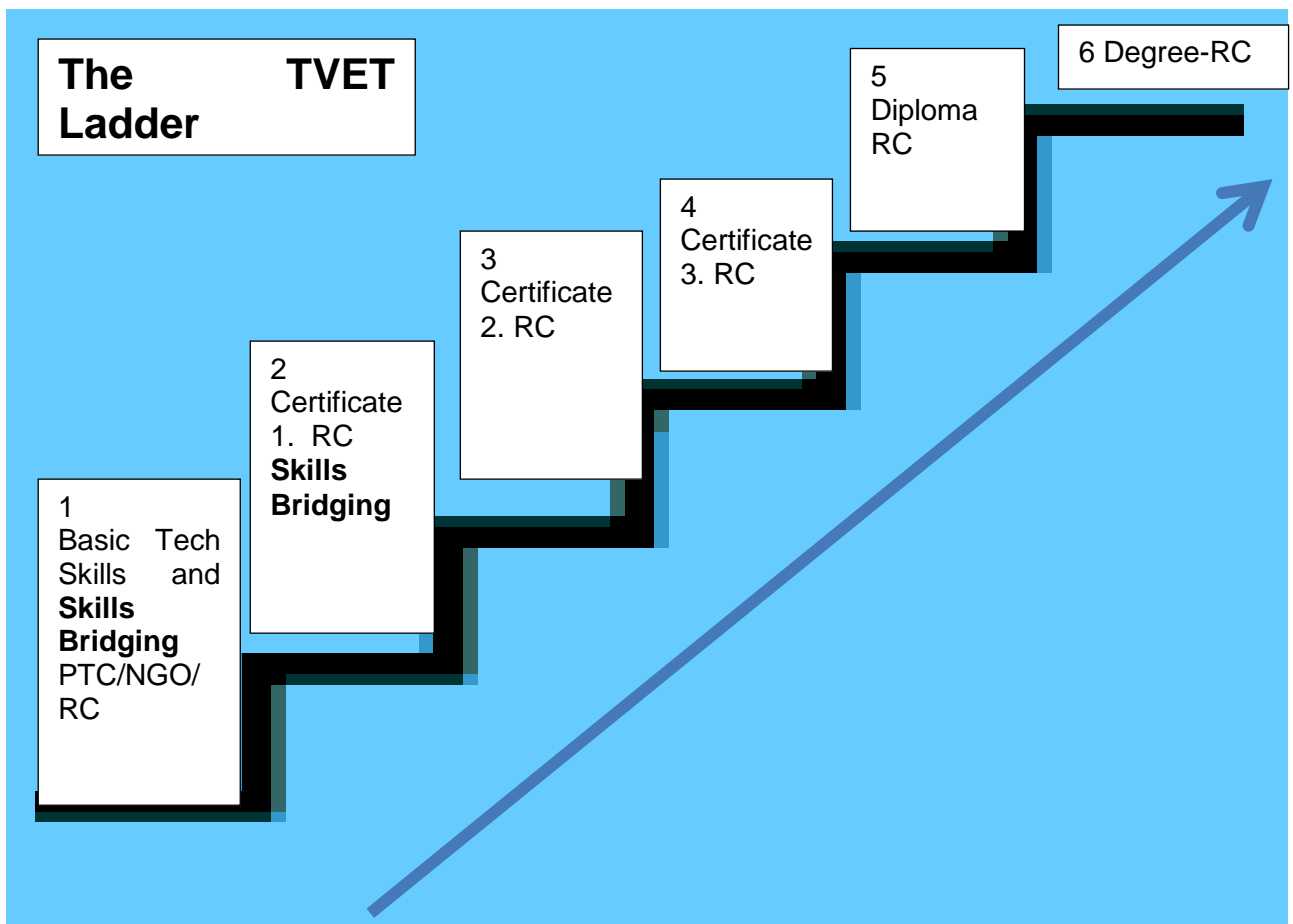 The TVET
Ladder
1
Basic Tech
Skills and
Skills
Bridging
PTC/NGO/
RC
2
Certificate
1. RC
Skills
Bridging
3
Certificate
2. RC
4
Certificate
3. RC
5
Diploma
RC
6 Degree-RC